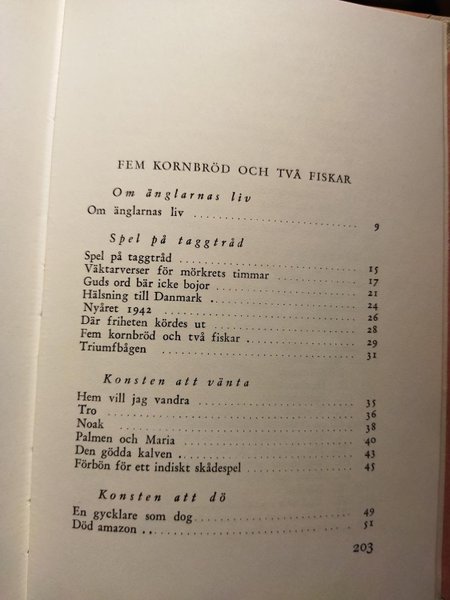 FEM KORNBRÖD OCH TVÅ FISKAR
Om änglarnas liv
Om änglarnas liv . . . . . . . . . . . . . . . . . . . . . 9
Spel på taggtråd
Spel på taggtråd . . . . . . . . . . . . . . . . . . . . . 15
Väktarverser för mörkrets timmar . . . . . . . . . . . . . 17
Guds ord bär icke bojor . . . . . . . . . . . . . . . . . 21
Hälsning till Danmark . . . . . . . . . . . . . . . . . . 24
Nyåret 1942 . . . . . . . . . . . . . . . . . . . . . . . 26
Där friheten kördes ut . . . . . . . . . . . . . . . . . . 28
Fem kornbröd och två fiskar . . . . . . . . . . . . . . . 29
Triumfbågen . . . . . . . . . . . . . . . . . . . . . . . 31
Konsten att vänta
Hem vill jag vandra . . . . . . . . . . . . . . . . . . . 35
Tro . . . . . . . . . . . . . . . . . . . . . . . . . . . 36
Noak . . . . . . . . . . . . . . . . . . . . . . . . . . 38
Palmen och Maria . . . . . . . . . . . . . . . . . . . . 40
Den gödda kalven . . . . . . . . . . . . . . . . . . . . 43
Förbön för ett indiskt skådespel . . . . . . . . . . . . . 45
Konsten att dö
En gycklare som dog . . . . . . . . . . . . . . . . . . . 49
Död amazon . . . . . . . . . . . . . . . . . . . . . . . 51
203